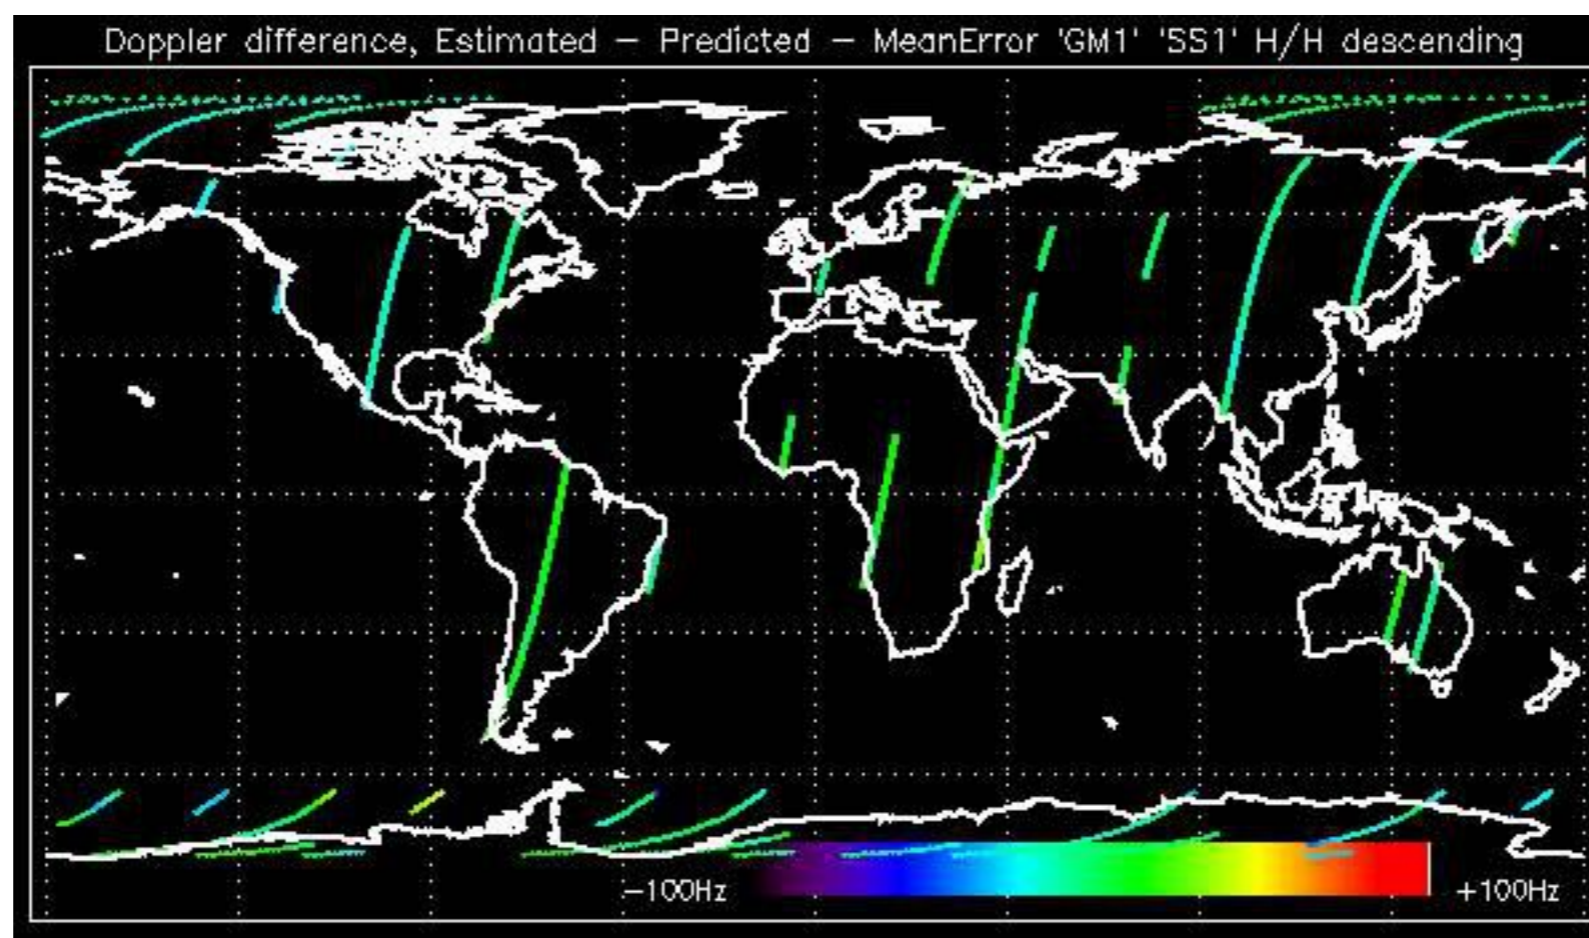 Doppler difference, Estimated – Predicted – MeanError 'GM1' 'SS1' H/H descending
–100Hz
+100Hz